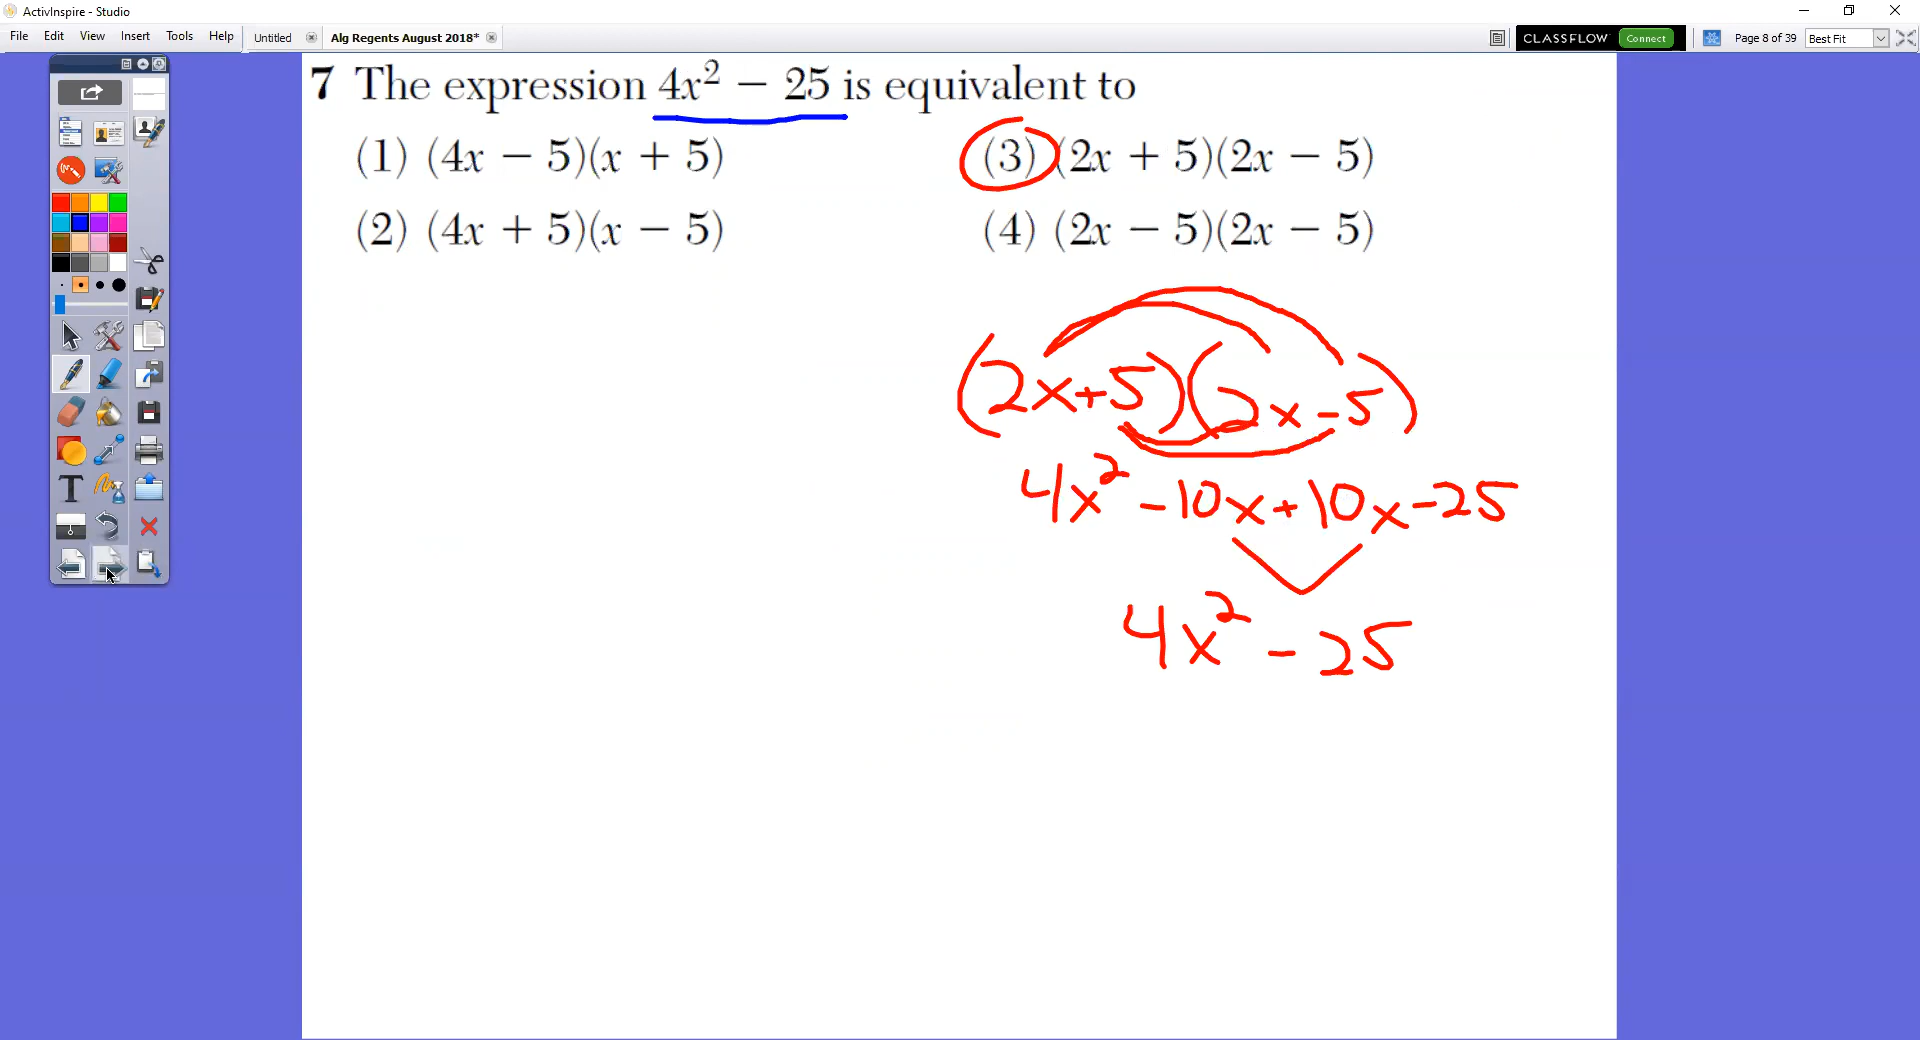 ActivInspire - Studio
File Edit View Insert Tools Help
Untitled
Alg Regents August 2018*
CLASSFLOW Connect
Page 8 of 39
Best Fit
7 The expression 4x² − 25 is equivalent to
(1) (4x − 5)(x + 5)
(3) (2x + 5)(2x − 5)
(2) (4x + 5)(x − 5)
(4) (2x − 5)(2x − 5)
(2x+5)(2x-5)
4x² -10x+10x-25
4x² - 25
T